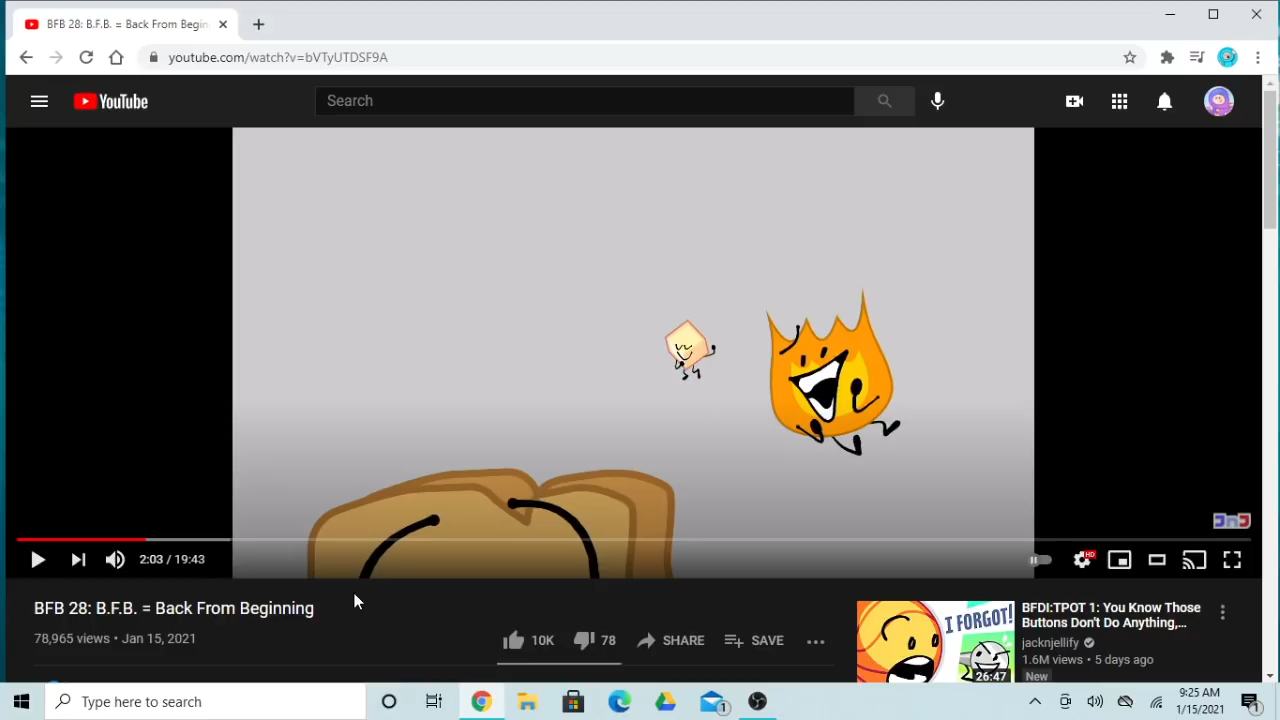 BFB 28: B.F.B. = Back From Begin
youtube.com/watch?v=bVTyUTDSF9A
YouTube
Search
2:03 / 19:43
HD
BFB 28: B.F.B. = Back From Beginning
78,965 views • Jan 15, 2021
10K
78
SHARE
SAVE
I FORGOT!
26:47
BFDI:TPOT 1: You Know Those
Buttons Don't Do Anything,...
jacknjellify
1.6M views • 5 days ago
New
Type here to search
1
9:25 AM
1/15/2021
1